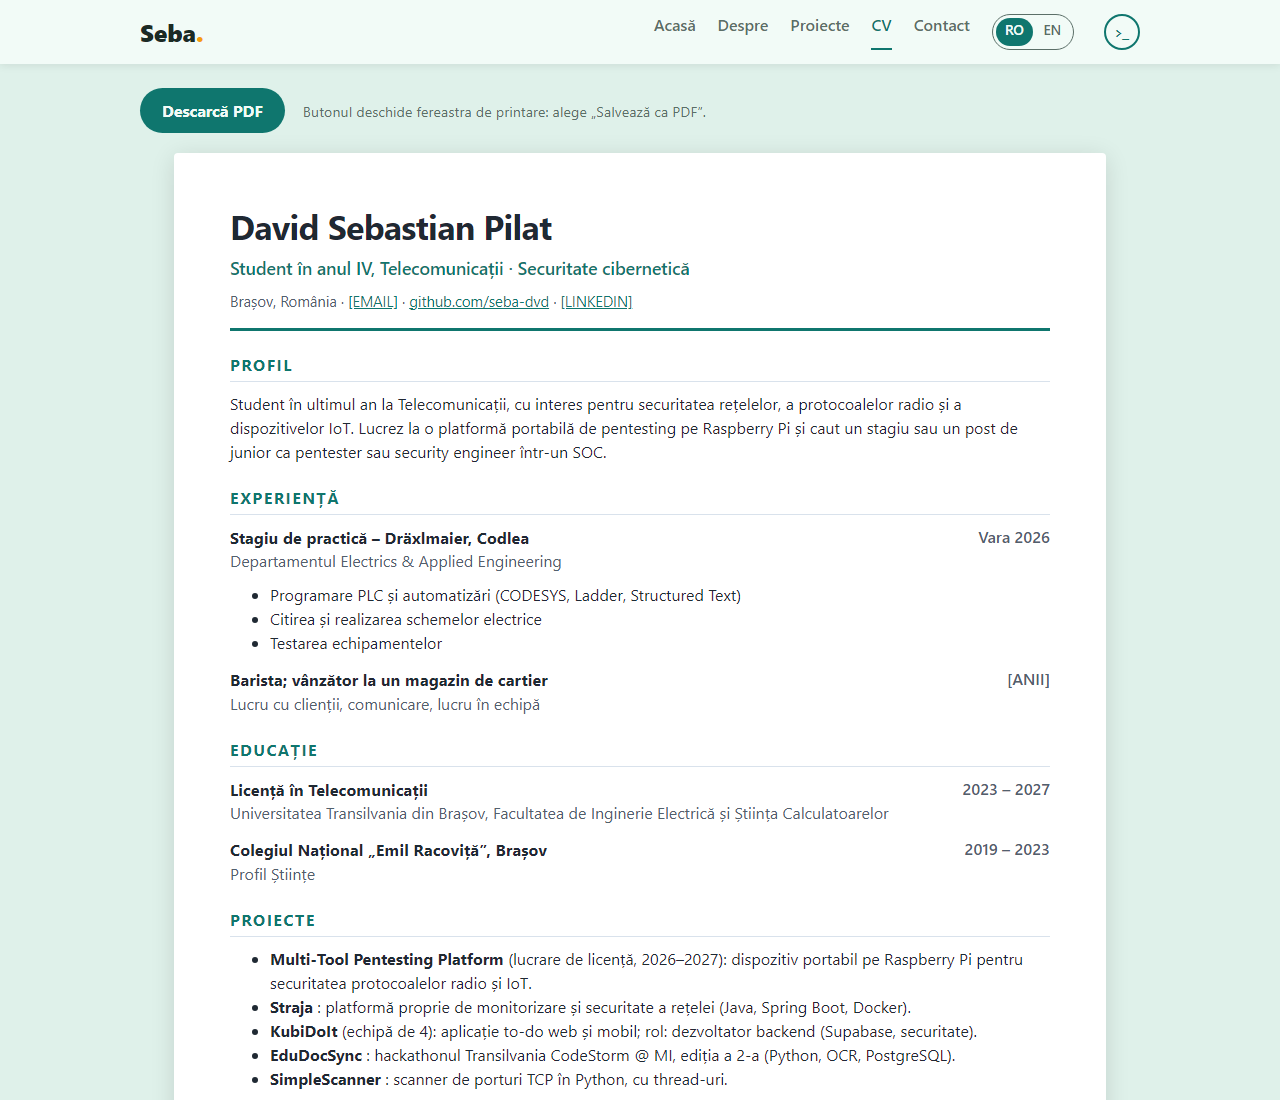 Seba.
Acasă Despre Proiecte CV Contact RO EN >_
Descarcă PDF
Butonul deschide fereastra de printare: alege „Salvează ca PDF”.
David Sebastian Pilat
Student în anul IV, Telecomunicații · Securitate cibernetică
Brașov, România · [EMAIL] · github.com/seba-dvd · [LINKEDIN]
PROFIL
Student în ultimul an la Telecomunicații, cu interes pentru securitatea rețelelor, a protocoalelor radio și a
dispozitivelor IoT. Lucrez la o platformă portabilă de pentesting pe Raspberry Pi și caut un stagiu sau un post de
junior ca pentester sau security engineer într-un SOC.
EXPERIENȚĂ
Stagiu de practică – Dräxlmaier, Codlea Vara 2026
Departamentul Electrics & Applied Engineering
• Programare PLC și automatizări (CODESYS, Ladder, Structured Text)
• Citirea și realizarea schemelor electrice
• Testarea echipamentelor
Barista; vânzător la un magazin de cartier [ANII]
Lucru cu clienții, comunicare, lucru în echipă
EDUCAȚIE
Licență în Telecomunicații 2023 – 2027
Universitatea Transilvania din Brașov, Facultatea de Inginerie Electrică și Știința Calculatoarelor
Colegiul Național „Emil Racoviță”, Brașov 2019 – 2023
Profil Științe
PROIECTE
• Multi-Tool Pentesting Platform (lucrare de licență, 2026–2027): dispozitiv portabil pe Raspberry Pi pentru
securitatea protocoalelor radio și IoT.
• Straja : platformă proprie de monitorizare și securitate a rețelei (Java, Spring Boot, Docker).
• KubiDoIt (echipă de 4): aplicație to-do web și mobil; rol: dezvoltator backend (Supabase, securitate).
• EduDocSync : hackathonul Transilvania CodeStorm @ MI, ediția a 2-a (Python, OCR, PostgreSQL).
• SimpleScanner : scanner de porturi TCP în Python, cu thread-uri.